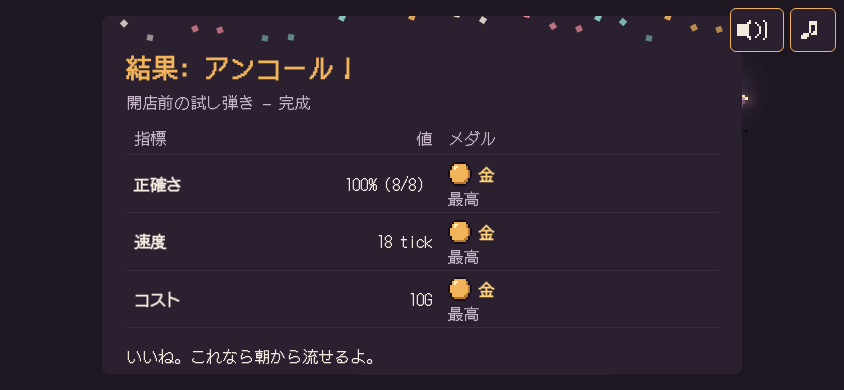 結果: アンコール！
開店前の試し弾き — 完成
指標 値 メダル
正確さ 100% (8/8) 金
最高
速度 18 tick 金
最高
コスト 10G 金
最高
いいね。これなら朝から流せるよ。